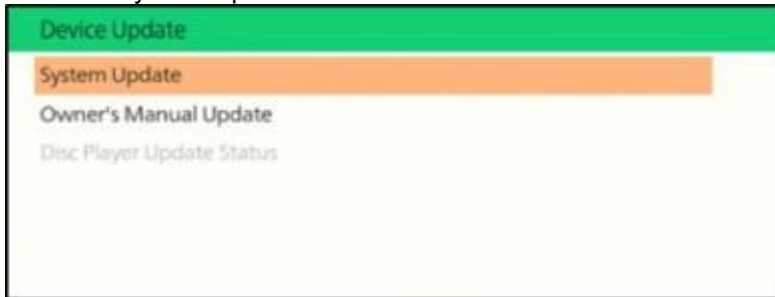 Device Update
System Update
Owner's Manual Update
Disc Player Update Status